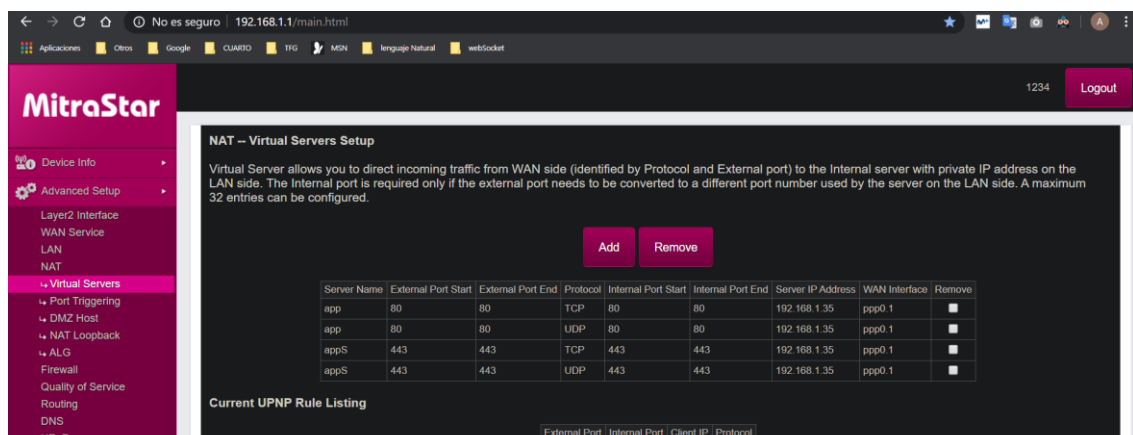 No es seguro | 192.168.1.1/main.html
A
Aplicaciones Otros Google CUARTO TFG MSN lenguaje Natural webSocket
MitraStar
1234 Logout
Device Info
Advanced Setup
Layer2 Interface
WAN Service
LAN
NAT
Virtual Servers
Port Triggering
DMZ Host
NAT Loopback
ALG
Firewall
Quality of Service
Routing
DNS
NAT -- Virtual Servers Setup
Virtual Server allows you to direct incoming traffic from WAN side (identified by Protocol and External port) to the Internal server with private IP address on the
LAN side. The Internal port is required only if the external port needs to be converted to a different port number used by the server on the LAN side. A maximum
32 entries can be configured.
Add Remove
Server Name External Port Start External Port End Protocol Internal Port Start Internal Port End Server IP Address WAN Interface Remove
app 80 80 TCP 80 80 192.168.1.35 ppp0.1
app 80 80 UDP 80 80 192.168.1.35 ppp0.1
appS 443 443 TCP 443 443 192.168.1.35 ppp0.1
appS 443 443 UDP 443 443 192.168.1.35 ppp0.1
Current UPNP Rule Listing
External Port Internal Port Client IP Protocol